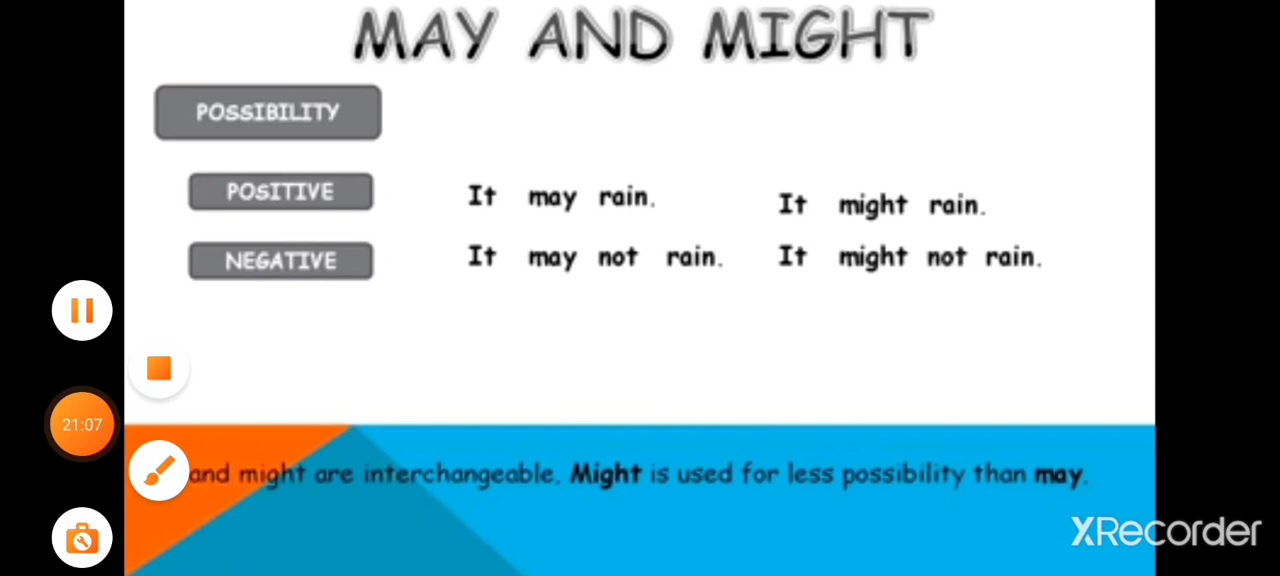 MAY AND MIGHT
POSSIBILITY
POSITIVE It may rain. It might rain.
NEGATIVE It may not rain. It might not rain.
21:07
and might are interchangeable. Might is used for less possibility than may.
XRecorder